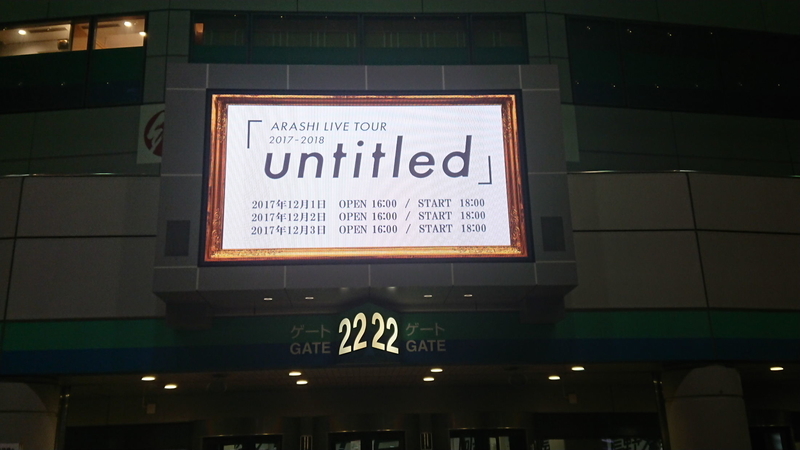 「ARASHI LIVE TOUR
2017-2018
untitled」
2017年12月1日 OPEN 16:00 / START 18:00
2017年12月2日 OPEN 16:00 / START 18:00
2017年12月3日 OPEN 16:00 / START 18:00
ゲート 22 22 ゲート
GATE GATE